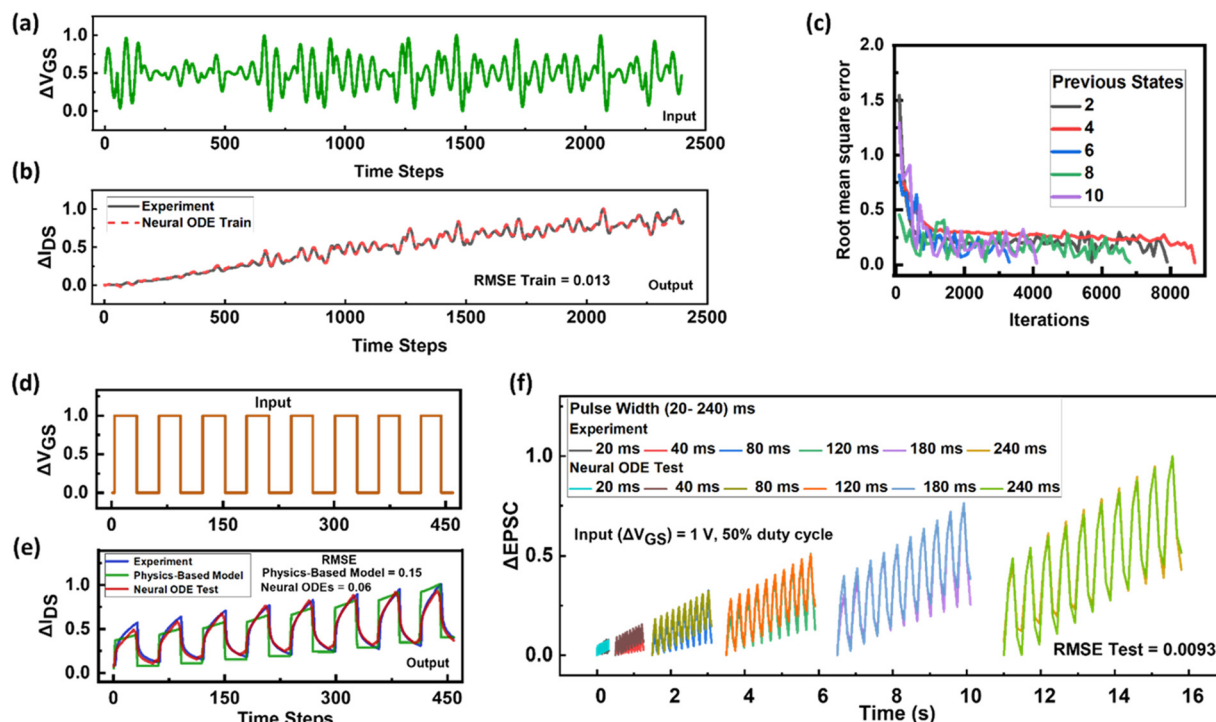 (a)
ΔVGS
1.0
0.5
0.0
Input
0 500 1000 1500 2000 2500
Time Steps
(b)
ΔIDS
1.0
0.5
0.0
Experiment
Neural ODE Train
RMSE Train = 0.013
Output
0 500 1000 1500 2000 2500
Time Steps
(c)
Root mean square error
2.0
1.5
1.0
0.5
0.0
Previous States
2
4
6
8
10
0 2000 4000 6000 8000
Iterations
(d)
ΔVGS
1.0
0.5
0.0
Input
0 150 300 450
(e)
ΔIDS
1.0
0.5
0.0
Experiment
Physics-Based Model
Neural ODE Test
RMSE
Physics-Based Model = 0.15
Neural ODEs = 0.06
Output
0 150 300 450
Time Steps
(f)
ΔEPSC
1.0
0.5
0.0
Pulse Width (20- 240) ms
Experiment
20 ms 40 ms 80 ms 120 ms 180 ms 240 ms
Neural ODE Test
20 ms 40 ms 80 ms 120 ms 180 ms 240 ms
Input (ΔVGS) = 1 V, 50% duty cycle
RMSE Test = 0.0093
0 2 4 6 8 10 12 14 16
Time (s)